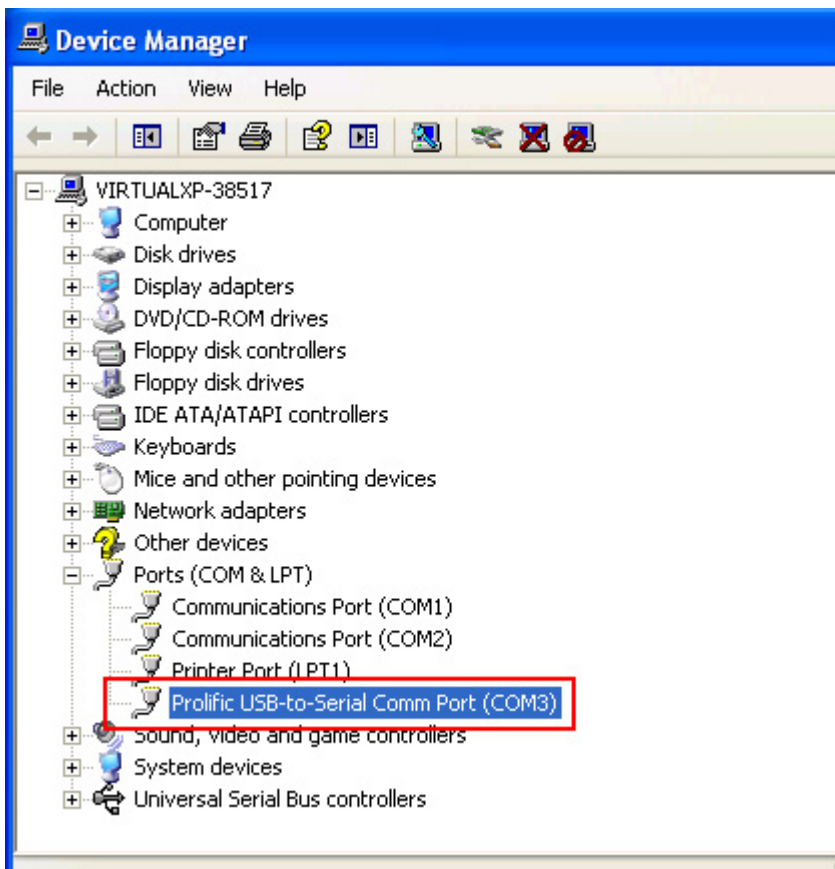 Device Manager
File Action View Help
VIRTUALXP-38517
Computer
Disk drives
Display adapters
DVD/CD-ROM drives
Floppy disk controllers
Floppy disk drives
IDE ATA/ATAPI controllers
Keyboards
Mice and other pointing devices
Network adapters
Other devices
Ports (COM & LPT)
Communications Port (COM1)
Communications Port (COM2)
Printer Port (LPT1)
Prolific USB-to-Serial Comm Port (COM3)
Sound, video and game controllers
System devices
Universal Serial Bus controllers